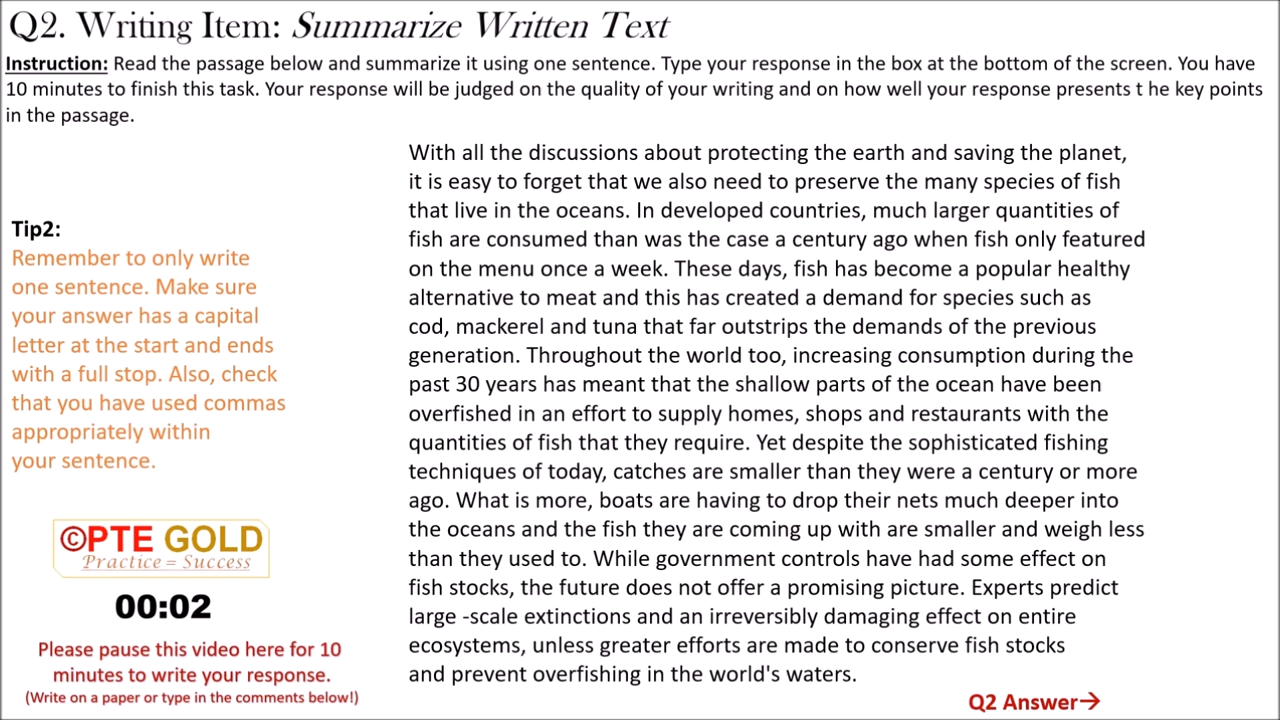 Q2. Writing Item: Summarize Written Text
Instruction: Read the passage below and summarize it using one sentence. Type your response in the box at the bottom of the screen. You have
10 minutes to finish this task. Your response will be judged on the quality of your writing and on how well your response presents t he key points
in the passage.
Tip2:
Remember to only write
one sentence. Make sure
your answer has a capital
letter at the start and ends
with a full stop. Also, check
that you have used commas
appropriately within
your sentence.
©PTE GOLD
Practice = Success
00:02
Please pause this video here for 10
minutes to write your response.
(Write on a paper or type in the comments below!)
With all the discussions about protecting the earth and saving the planet,
it is easy to forget that we also need to preserve the many species of fish
that live in the oceans. In developed countries, much larger quantities of
fish are consumed than was the case a century ago when fish only featured
on the menu once a week. These days, fish has become a popular healthy
alternative to meat and this has created a demand for species such as
cod, mackerel and tuna that far outstrips the demands of the previous
generation. Throughout the world too, increasing consumption during the
past 30 years has meant that the shallow parts of the ocean have been
overfished in an effort to supply homes, shops and restaurants with the
quantities of fish that they require. Yet despite the sophisticated fishing
techniques of today, catches are smaller than they were a century or more
ago. What is more, boats are having to drop their nets much deeper into
the oceans and the fish they are coming up with are smaller and weigh less
than they used to. While government controls have had some effect on
fish stocks, the future does not offer a promising picture. Experts predict
large -scale extinctions and an irreversibly damaging effect on entire
ecosystems, unless greater efforts are made to conserve fish stocks
and prevent overfishing in the world's waters.
Q2 Answer→